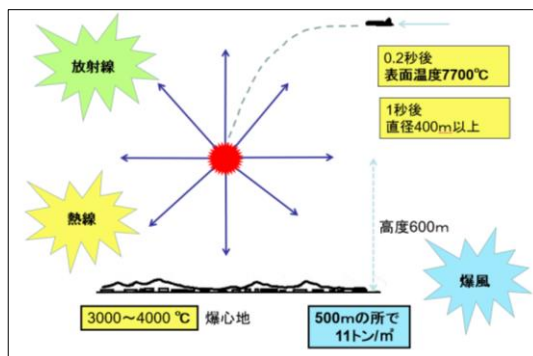 放射線
0.2秒後
表面温度7700℃
1秒後
直径400m以上
熱線
高度600m
爆風
3000～4000 ℃
爆心地
500mの所で
11トン/㎡